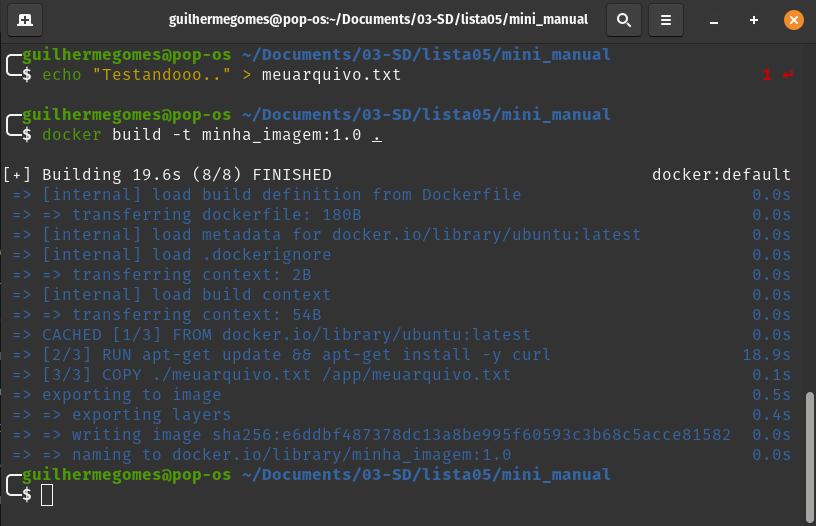 guilhermegomes@pop-os:~/Documents/03-SD/lista05/mini_manual
guilhermegomes@pop-os ~/Documents/03-SD/lista05/mini_manual
$ echo "Testandooo.." > meuarquivo.txt 1 ↵
guilhermegomes@pop-os ~/Documents/03-SD/lista05/mini_manual
$ docker build -t minha_imagem:1.0 .
[+] Building 19.6s (8/8) FINISHED docker:default
=> [internal] load build definition from Dockerfile 0.0s
=> => transferring dockerfile: 180B 0.0s
=> [internal] load metadata for docker.io/library/ubuntu:latest 0.0s
=> [internal] load .dockerignore 0.0s
=> => transferring context: 2B 0.0s
=> [internal] load build context 0.0s
=> => transferring context: 54B 0.0s
=> CACHED [1/3] FROM docker.io/library/ubuntu:latest 0.0s
=> [2/3] RUN apt-get update && apt-get install -y curl 18.9s
=> [3/3] COPY ./meuarquivo.txt /app/meuarquivo.txt 0.1s
=> exporting to image 0.5s
=> => exporting layers 0.4s
=> => writing image sha256:e6ddbf487378dc13a8be995f60593c3b68c5acce81582 0.0s
=> => naming to docker.io/library/minha_imagem:1.0 0.0s
guilhermegomes@pop-os ~/Documents/03-SD/lista05/mini_manual
$